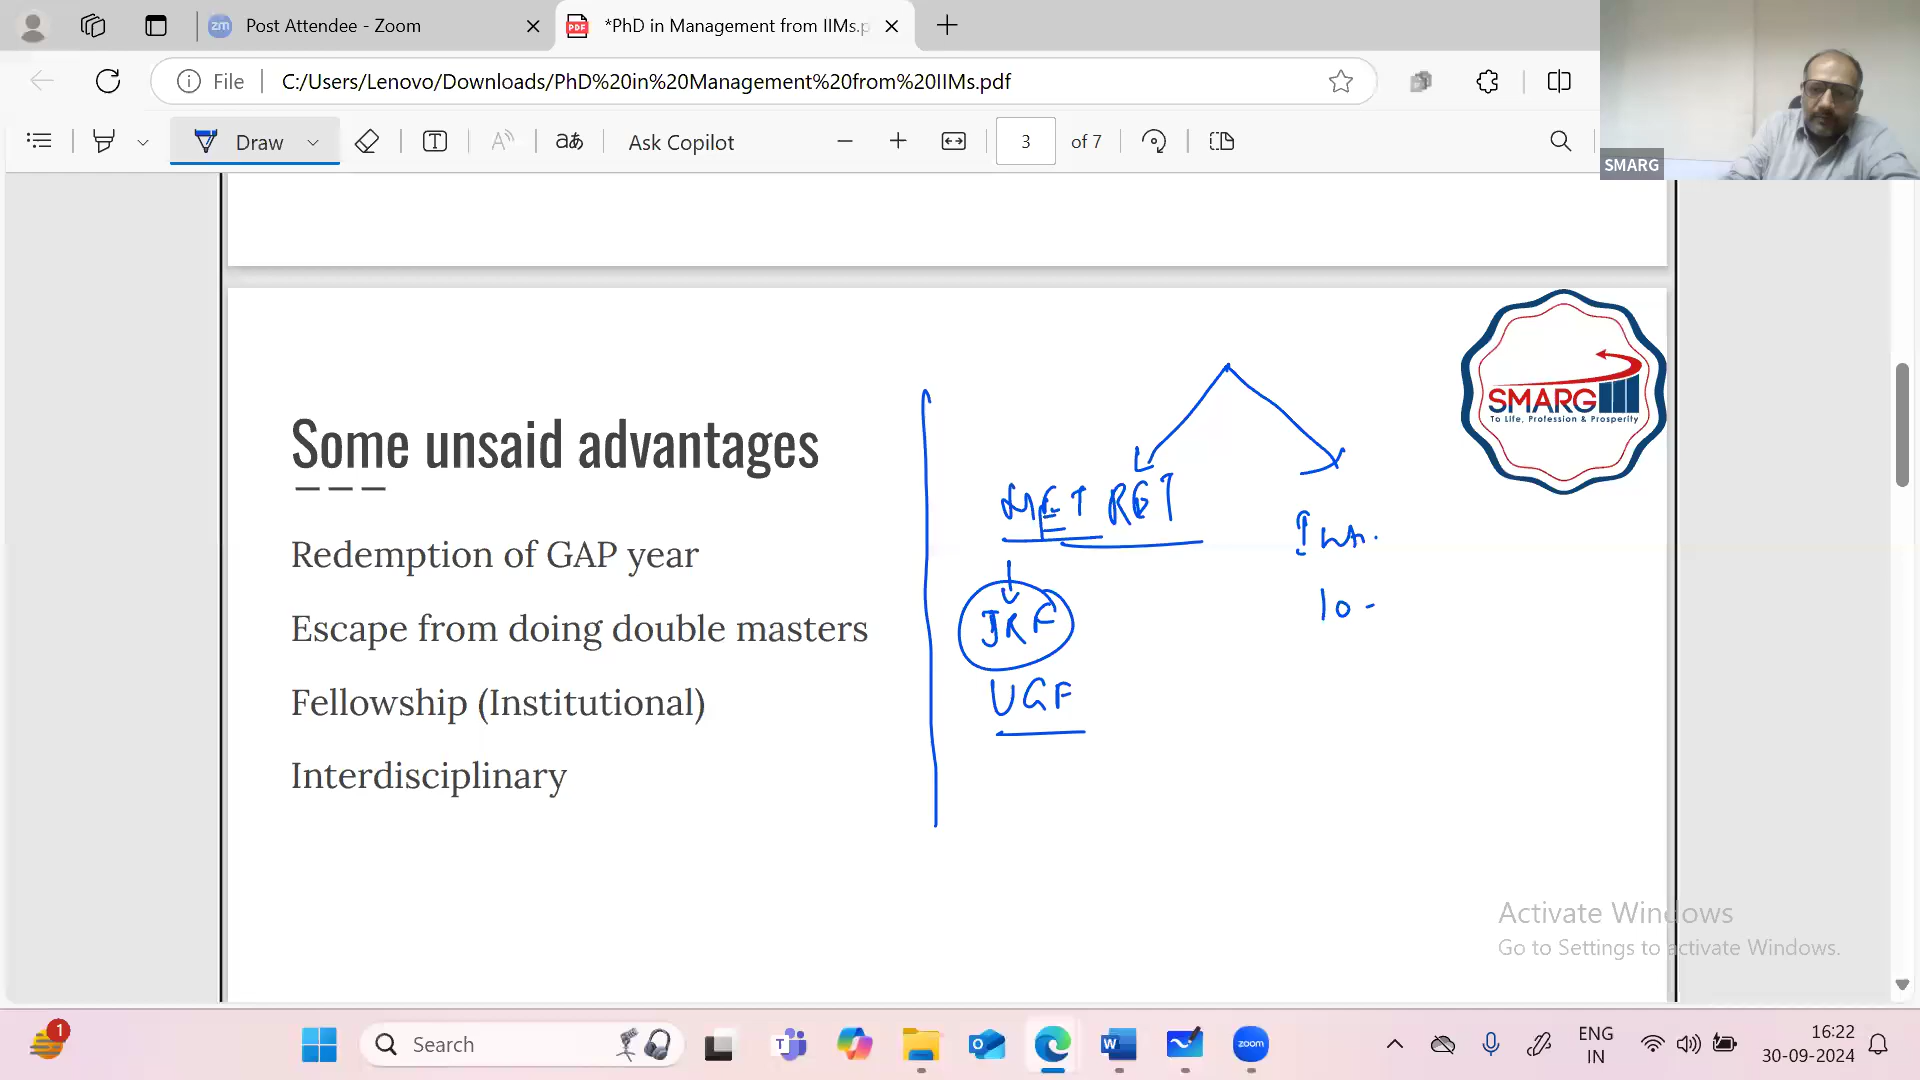 Post Attendee - Zoom
*PhD in Management from IIMs.p
File
C:/Users/Lenovo/Downloads/PhD%20in%20Management%20from%20IIMs.pdf
Draw
Ask Copilot
3
of 7
SMARG
SMARG
To Life, Profession & Prosperity
Some unsaid advantages
Redemption of GAP year
Escape from doing double masters
Fellowship (Institutional)
Interdisciplinary
NET RET
JRF
UGF
10 -
Activate Windows
Go to Settings to activate Windows.
1
Search
zoom
ENG
IN
16:22
30-09-2024